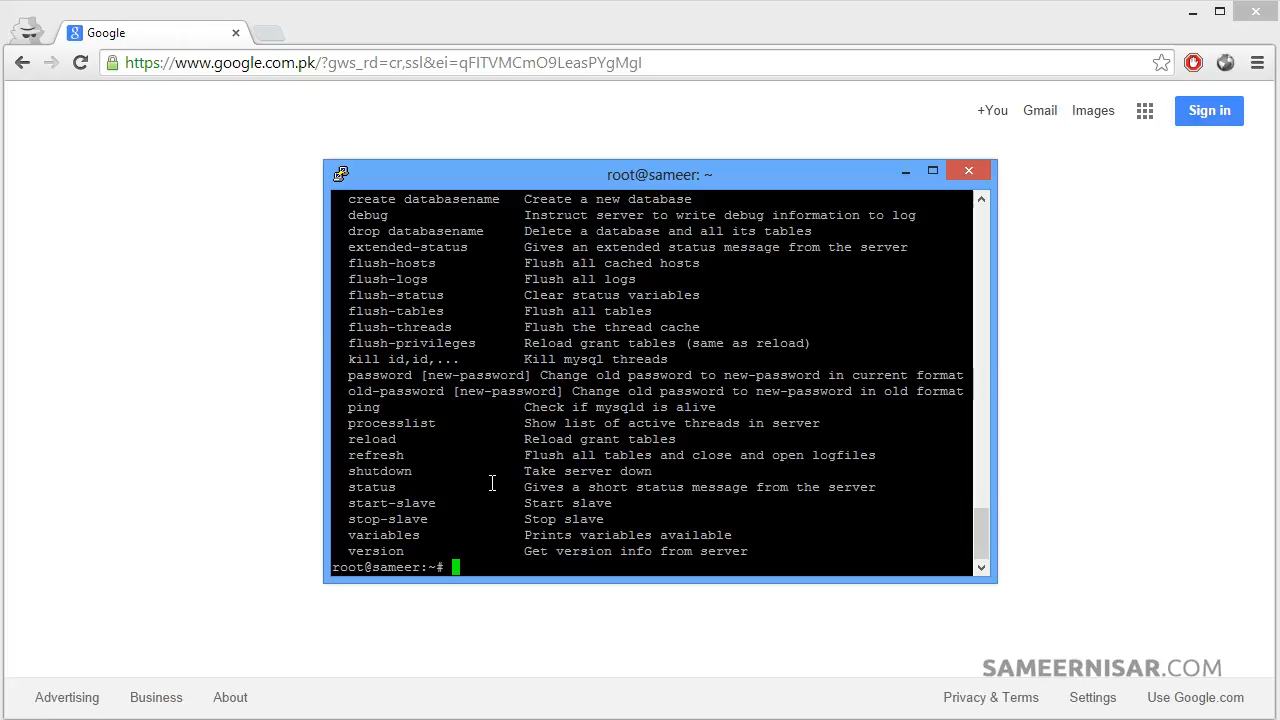 Google
https://www.google.com.pk/?gws_rd=cr,ssl&ei=qFITVMCmO9LeasPYgMgI
+You Gmail Images Sign in
root@sameer: ~
create databasename Create a new database
debug Instruct server to write debug information to log
drop databasename Delete a database and all its tables
extended-status Gives an extended status message from the server
flush-hosts Flush all cached hosts
flush-logs Flush all logs
flush-status Clear status variables
flush-tables Flush all tables
flush-threads Flush the thread cache
flush-privileges Reload grant tables (same as reload)
kill id,id,... Kill mysql threads
password [new-password] Change old password to new-password in current format
old-password [new-password] Change old password to new-password in old format
ping Check if mysqld is alive
processlist Show list of active threads in server
reload Reload grant tables
refresh Flush all tables and close and open logfiles
shutdown Take server down
status Gives a short status message from the server
start-slave Start slave
stop-slave Stop slave
variables Prints variables available
version Get version info from server
root@sameer:~#
SAMEERNISAR.COM
Advertising Business About Privacy & Terms Settings Use Google.com